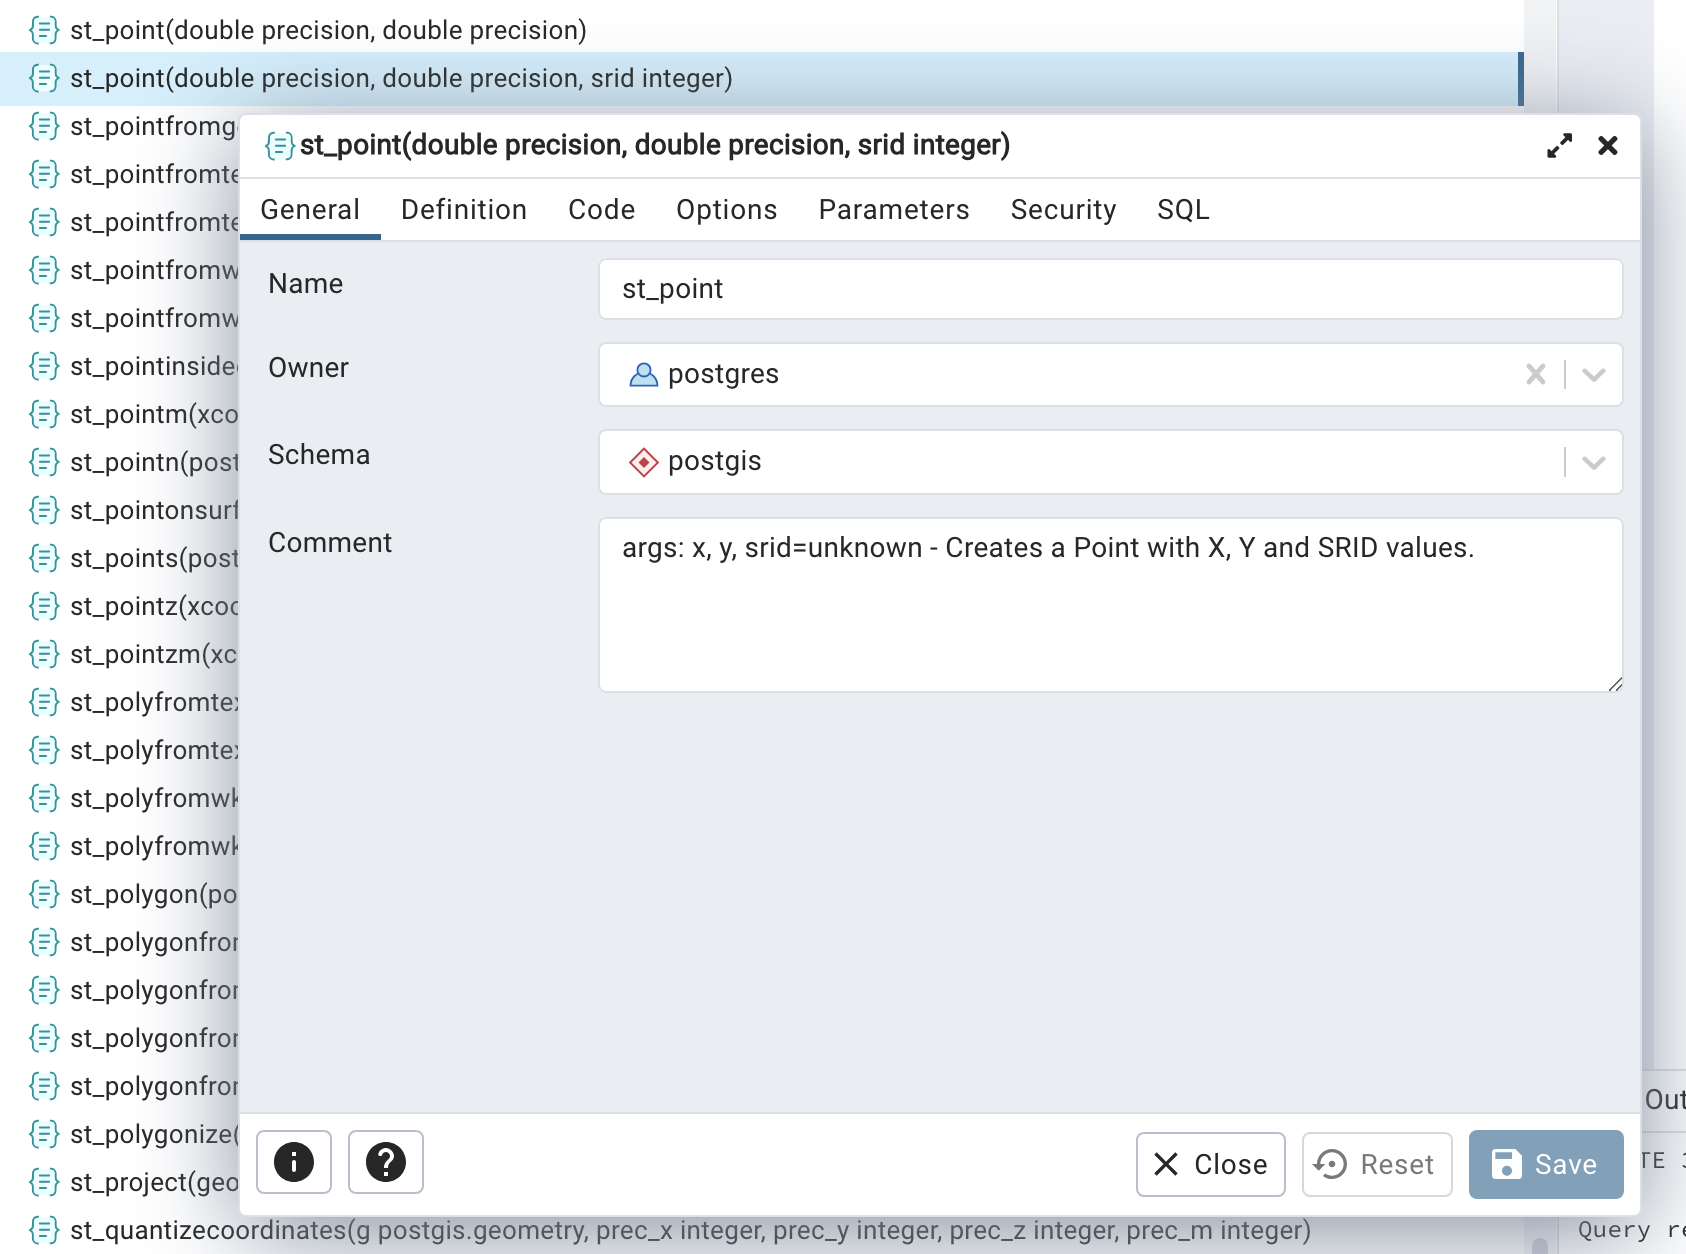 st_point(double precision, double precision)
st_point(double precision, double precision, srid integer)
st_pointfromg
st_point(double precision, double precision, srid integer)
st_pointfromte
General Definition Code Options Parameters Security SQL
st_pointfromte
st_pointfromw
Name st_point
st_pointfromw
st_pointinside
Owner postgres
st_pointm(xco
st_pointn(post
Schema postgis
st_pointonsurf
st_points(post
Comment args: x, y, srid=unknown - Creates a Point with X, Y and SRID values.
st_pointz(xcoo
st_pointzm(xc
st_polyfromtex
st_polyfromtex
st_polyfromwk
st_polyfromwk
st_polygon(po
st_polygonfror
st_polygonfror
st_polygonfror
st_polygonfror
Out
st_polygonize(
Close Reset Save
TE
st_project(geo
st_quantizecoordinates(g postgis.geometry, prec_x integer, prec_y integer, prec_z integer, prec_m integer)
Query re